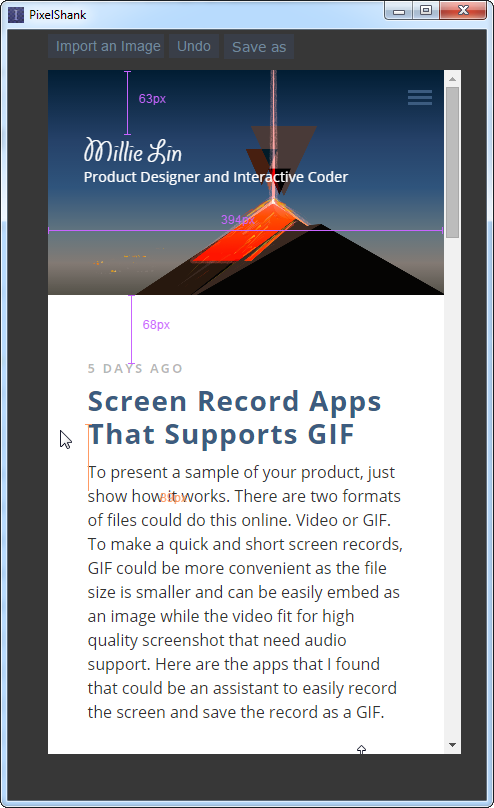 PixelShank
Import an Image Undo Save as
63px
Millie Lin
Product Designer and Interactive Coder
68px
5 DAYS AGO
Screen Record Apps
That Supports GIF
To present a sample of your product, just
show how it works. There are two formats
of files could do this online. Video or GIF.
To make a quick and short screen records,
GIF could be more convenient as the file
size is smaller and can be easily embed as
an image while the video fit for high
quality screenshot that need audio
support. Here are the apps that I found
that could be an assistant to easily record
the screen and save the record as a GIF.